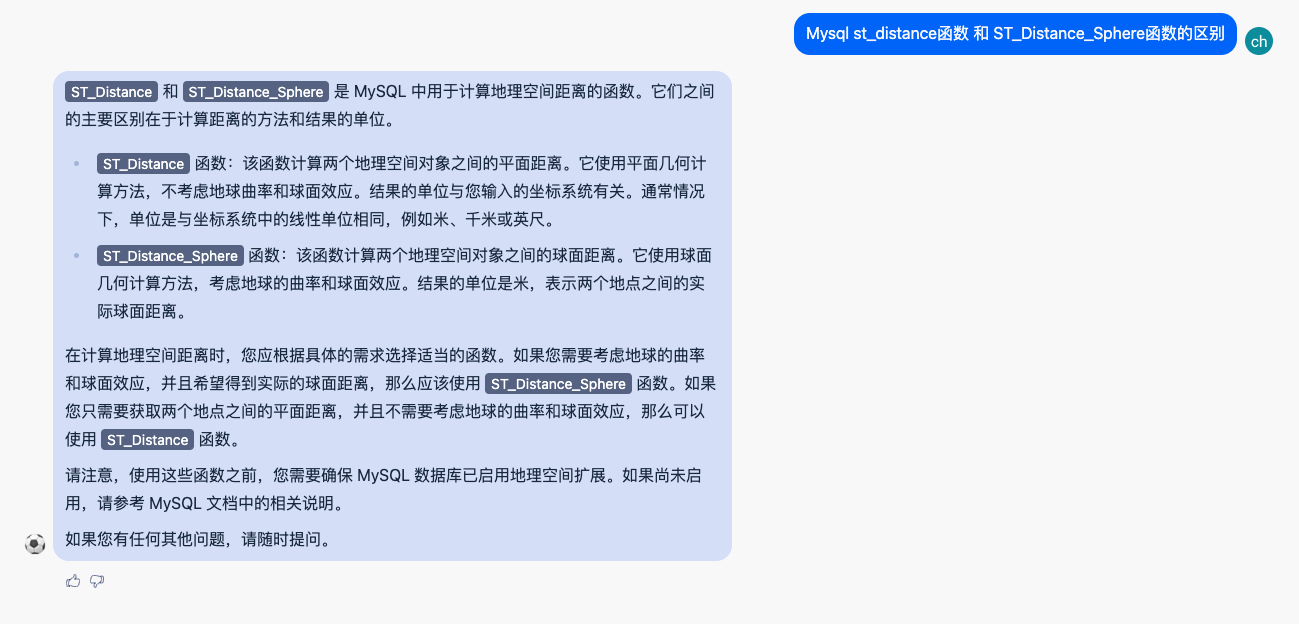 Mysql st_distance函数 和 ST_Distance_Sphere函数的区别
ch
ST_Distance 和 ST_Distance_Sphere 是 MySQL 中用于计算地理空间距离的函数。它们之间
的主要区别在于计算距离的方法和结果的单位。
ST_Distance 函数：该函数计算两个地理空间对象之间的平面距离。它使用平面几何计
算方法，不考虑地球曲率和球面效应。结果的单位与您输入的坐标系统有关。通常情况
下，单位是与坐标系统中的线性单位相同，例如米、千米或英尺。
ST_Distance_Sphere 函数：该函数计算两个地理空间对象之间的球面距离。它使用球面
几何计算方法，考虑地球的曲率和球面效应。结果的单位是米，表示两个地点之间的实
际球面距离。
在计算地理空间距离时，您应根据具体的需求选择适当的函数。如果您需要考虑地球的曲率
和球面效应，并且希望得到实际的球面距离，那么应该使用 ST_Distance_Sphere 函数。如果
您只需要获取两个地点之间的平面距离，并且不需要考虑地球的曲率和球面效应，那么可以
使用 ST_Distance 函数。
请注意，使用这些函数之前，您需要确保 MySQL 数据库已启用地理空间扩展。如果尚未启
用，请参考 MySQL 文档中的相关说明。
如果您有任何其他问题，请随时提问。